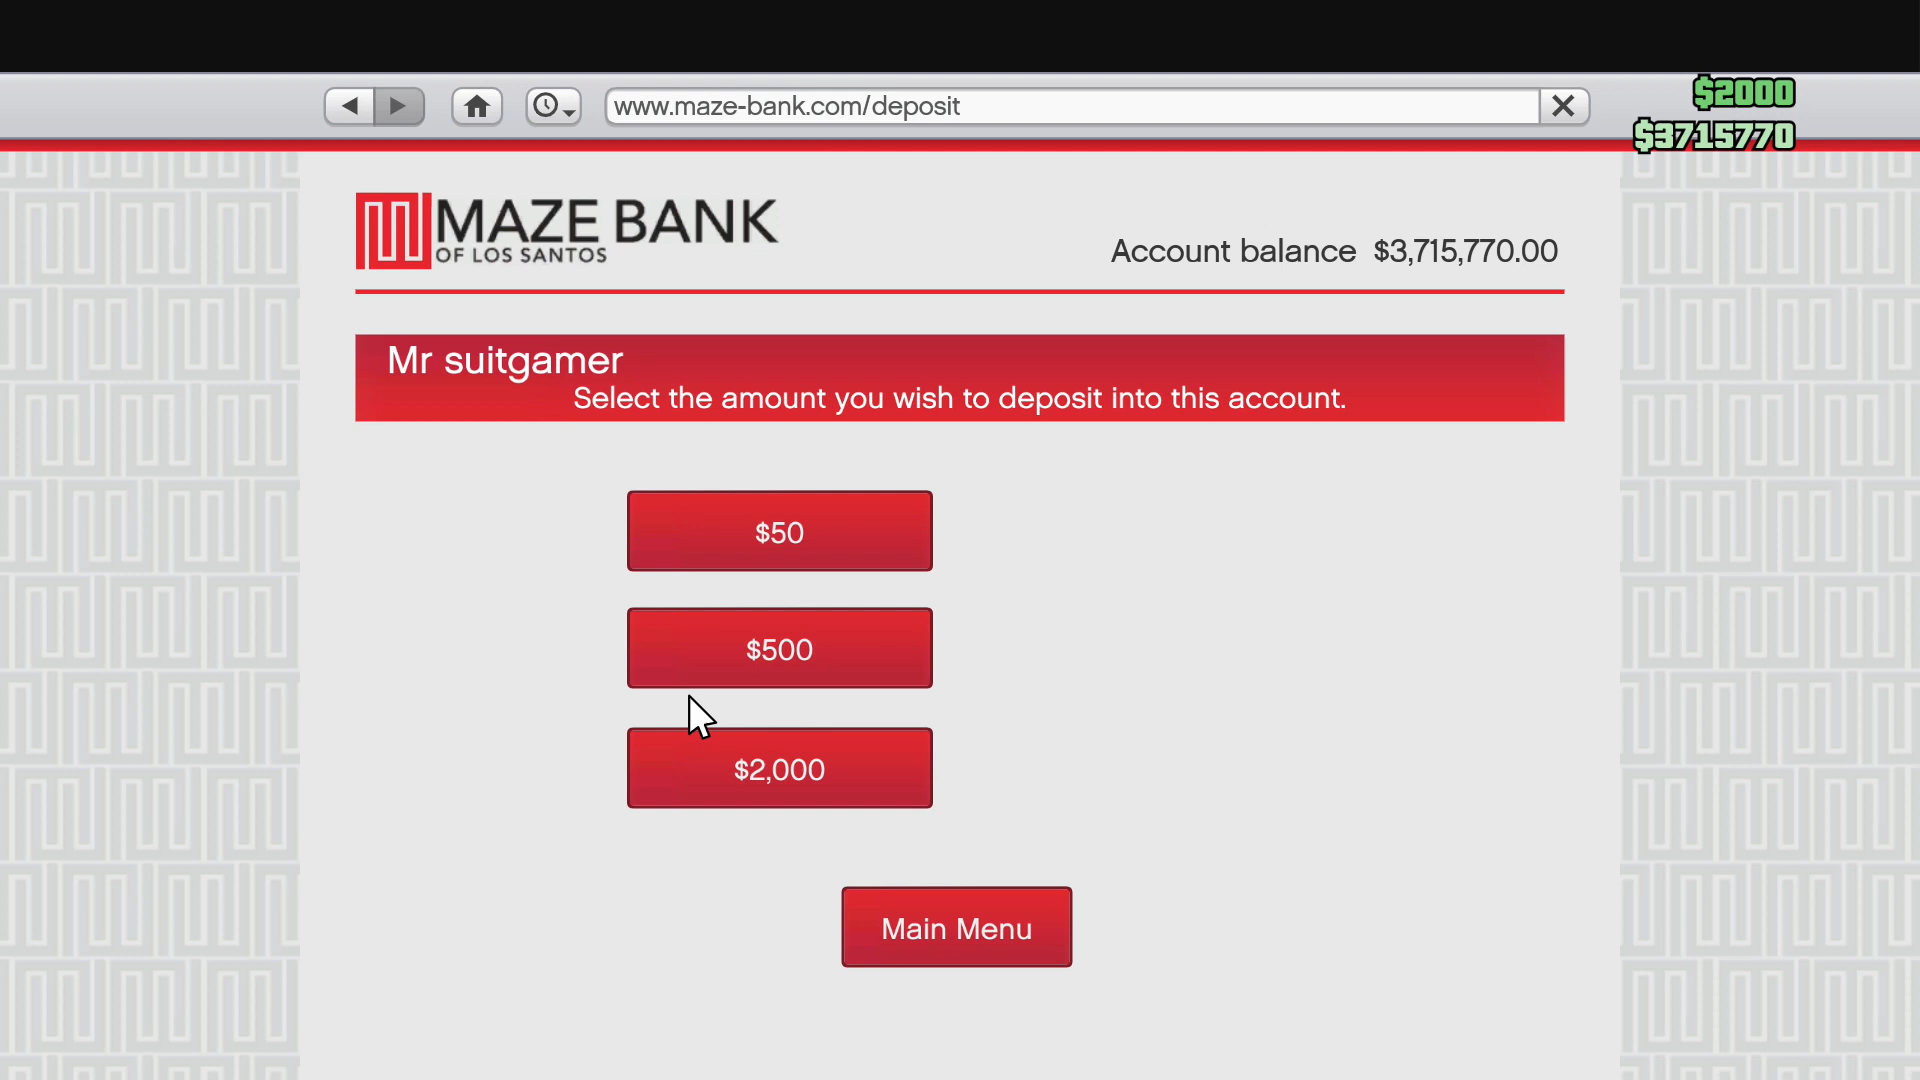 www.maze-bank.com/deposit
$2000
$3715770
MAZE BANK
OF LOS SANTOS
Account balance $3,715,770.00
Mr suitgamer
Select the amount you wish to deposit into this account.
$50
$500
$2,000
Main Menu